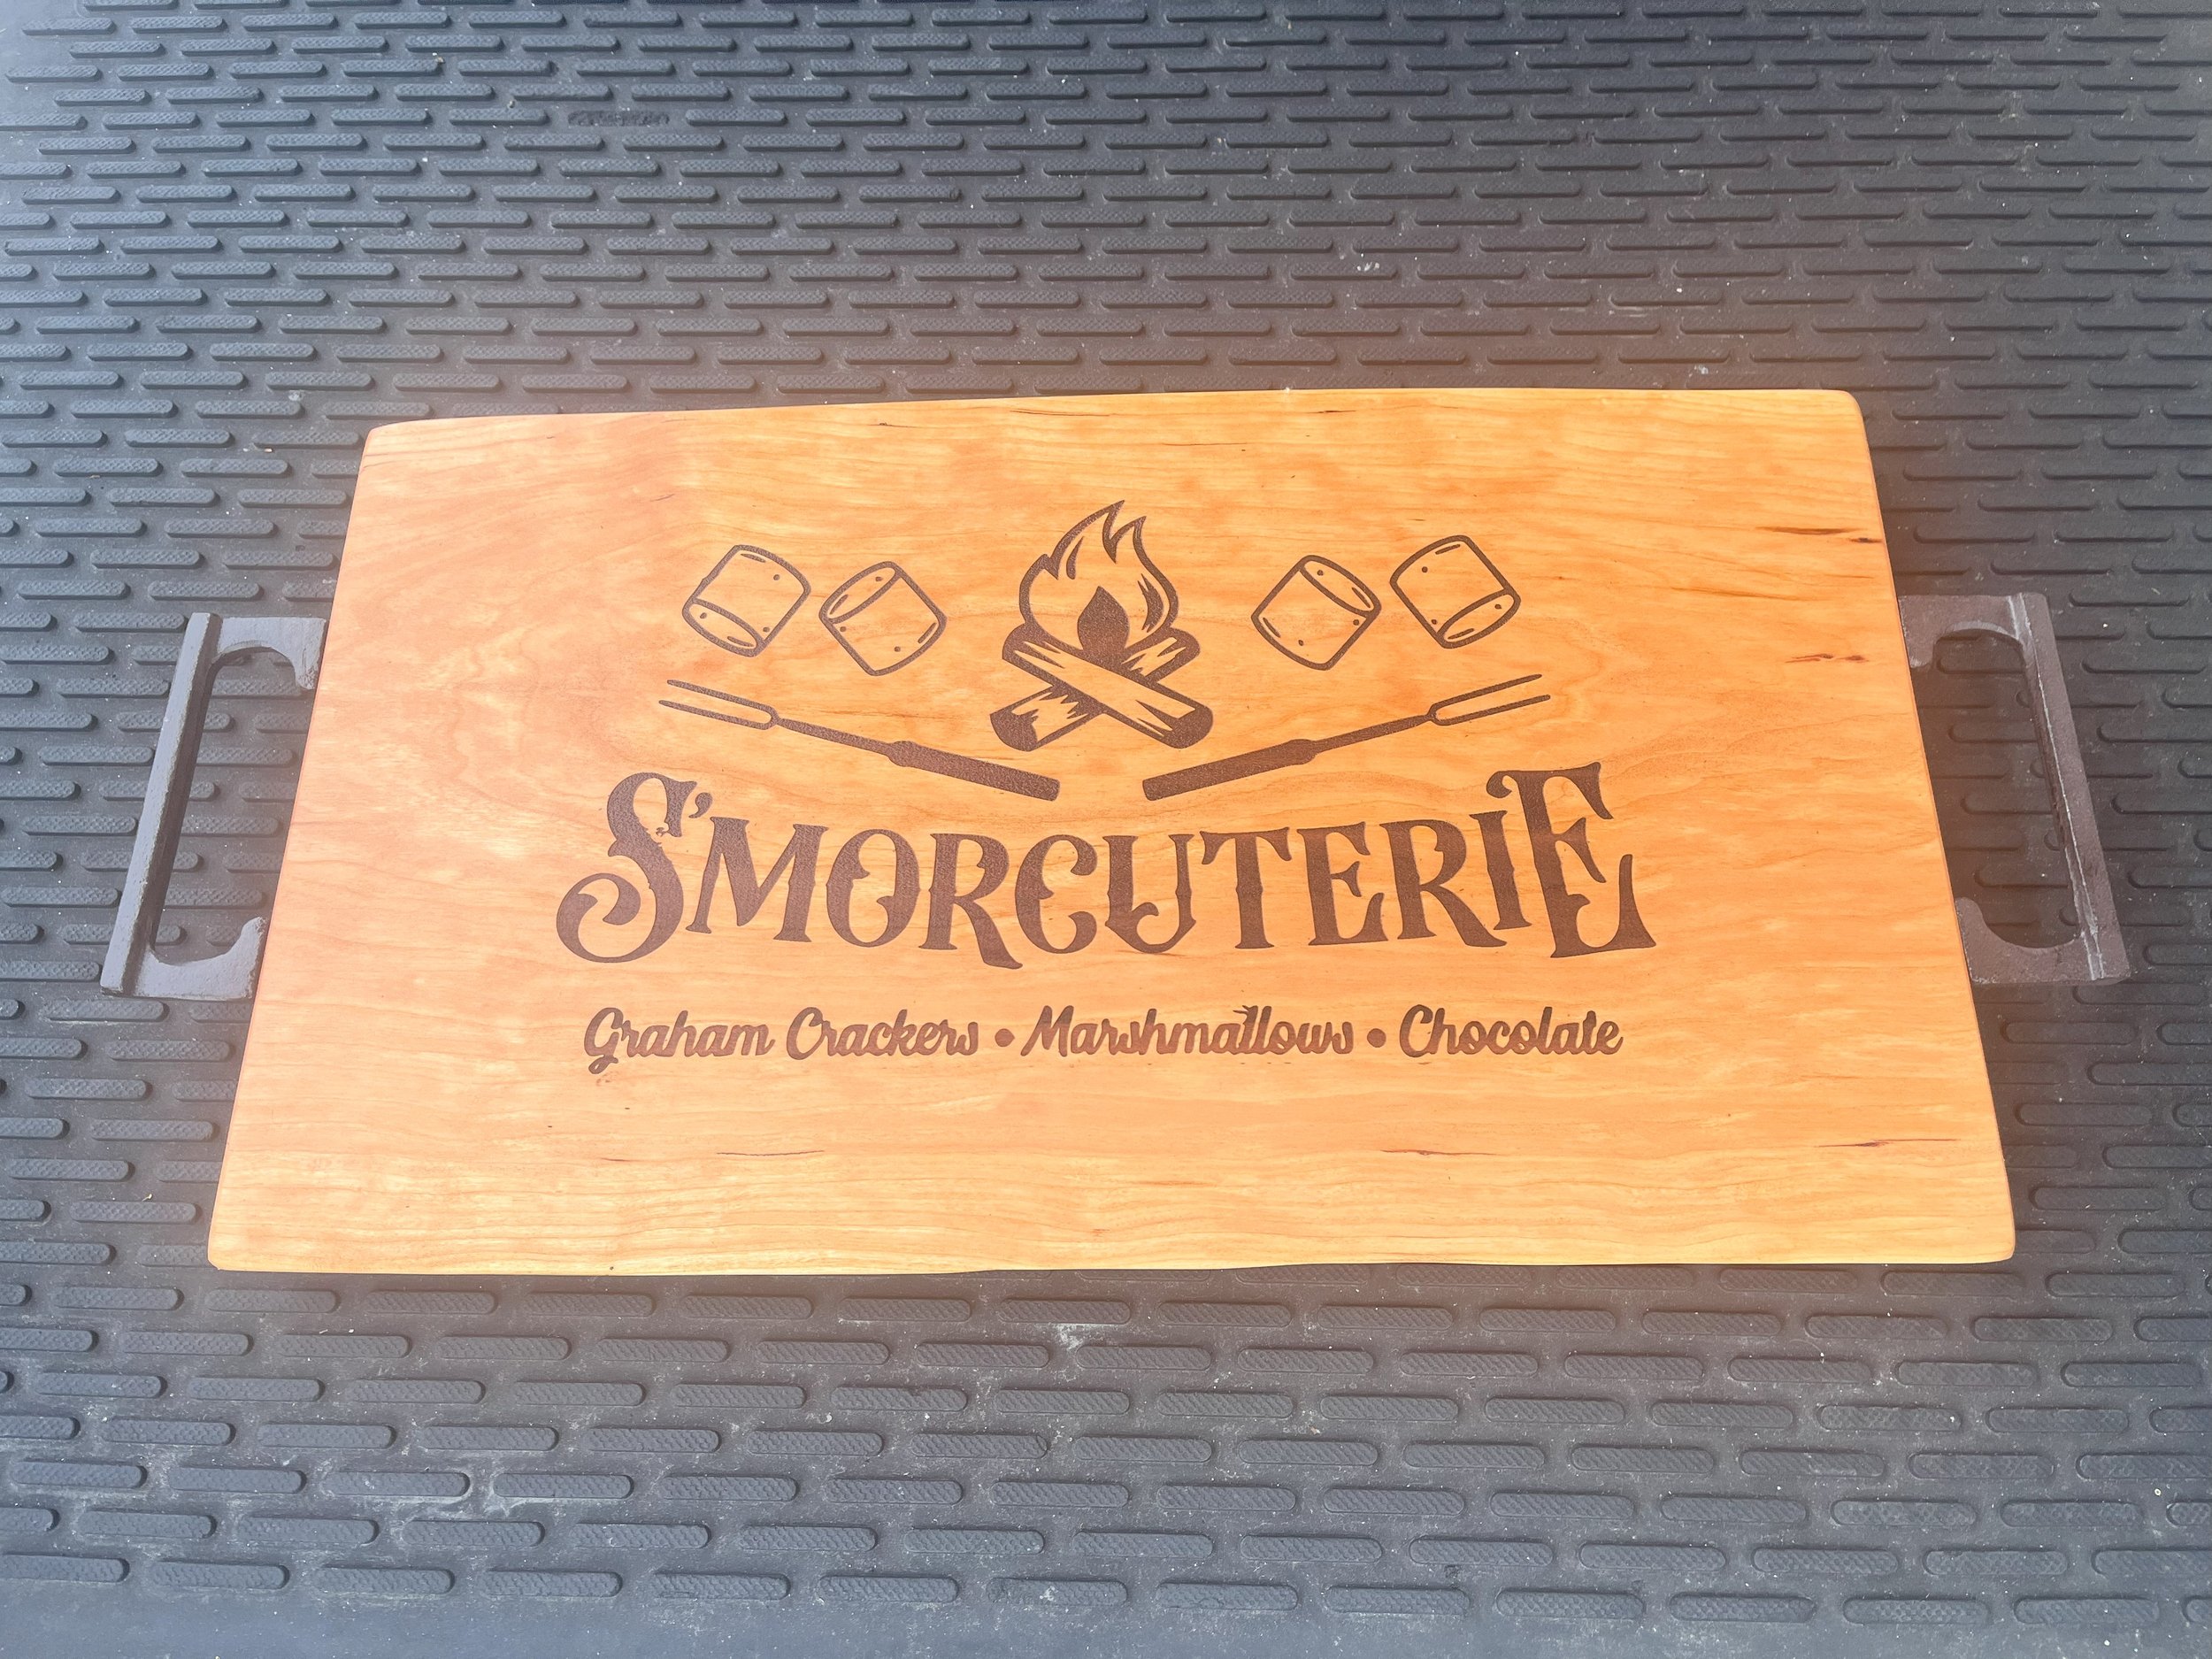 S'MORCUTERIE
Graham Crackers • Marshmallows • Chocolate